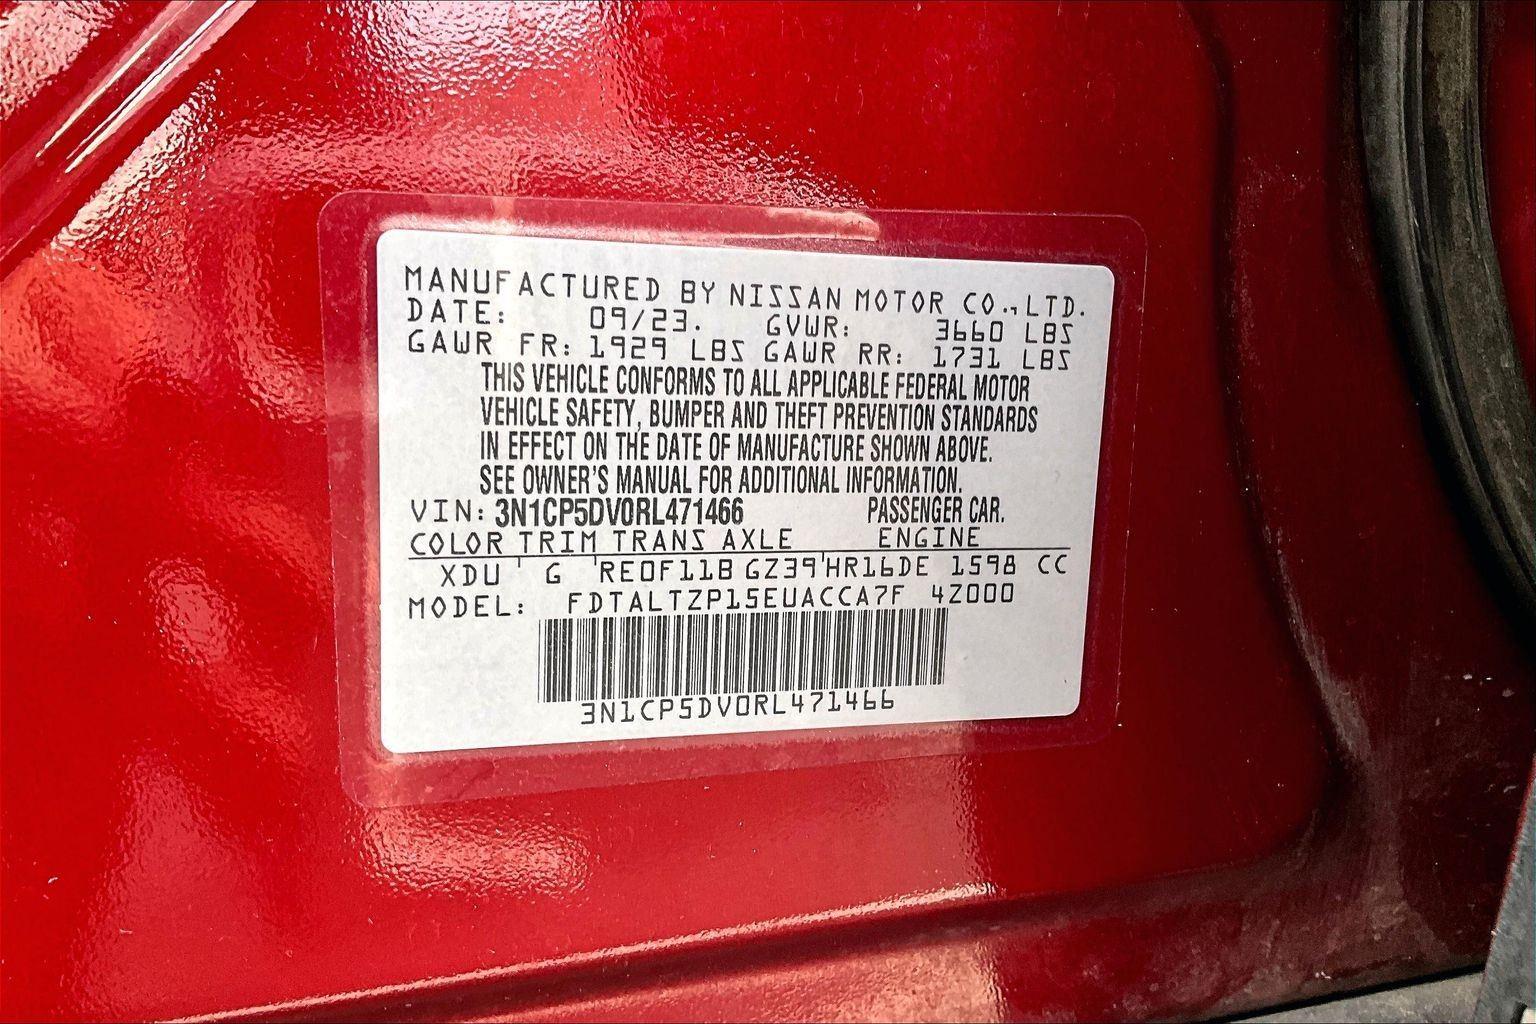 MANUFACTURED BY NISSAN MOTOR CO., LTD.
DATE: 09/23. GVWR: 3660 LBS
GAWR FR: 1929 LBS GAWR RR: 1731 LBS
THIS VEHICLE CONFORMS TO ALL APPLICABLE FEDERAL MOTOR
VEHICLE SAFETY, BUMPER AND THEFT PREVENTION STANDARDS
IN EFFECT ON THE DATE OF MANUFACTURE SHOWN ABOVE.
SEE OWNER'S MANUAL FOR ADDITIONAL INFORMATION.
VIN: 3N1CP5DV0RL471466 PASSENGER CAR.
COLOR TRIM TRANS AXLE ENGINE
XDU G RE0F11B GZ39 HR16DE 1598 CC
MODEL: FDTALTZP15EUACCA7F 4Z000
3N1CP5DV0RL471466